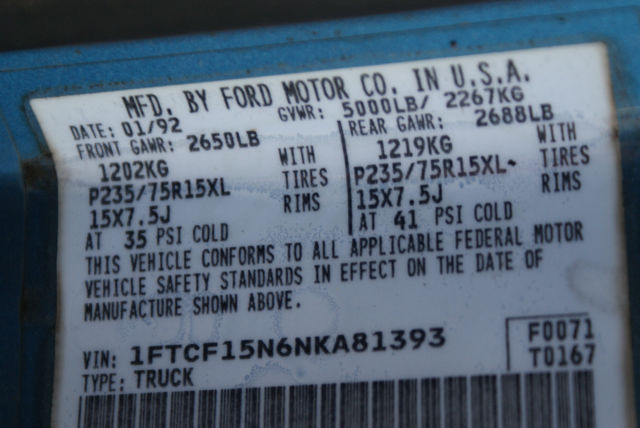 MFD. BY FORD MOTOR CO. IN U.S.A.
DATE: 01/92 GVWR: 5000LB/ 2267KG
FRONT GAWR: 2650LB REAR GAWR: 2688LB
1202KG WITH 1219KG WITH
P235/75R15XL TIRES P235/75R15XL TIRES
15X7.5J RIMS 15X7.5J RIMS
AT 35 PSI COLD AT 41 PSI COLD
THIS VEHICLE CONFORMS TO ALL APPLICABLE FEDERAL MOTOR
VEHICLE SAFETY STANDARDS IN EFFECT ON THE DATE OF
MANUFACTURE SHOWN ABOVE.
VIN: 1FTCF15N6NKA81393 F0071
TYPE: TRUCK T0167